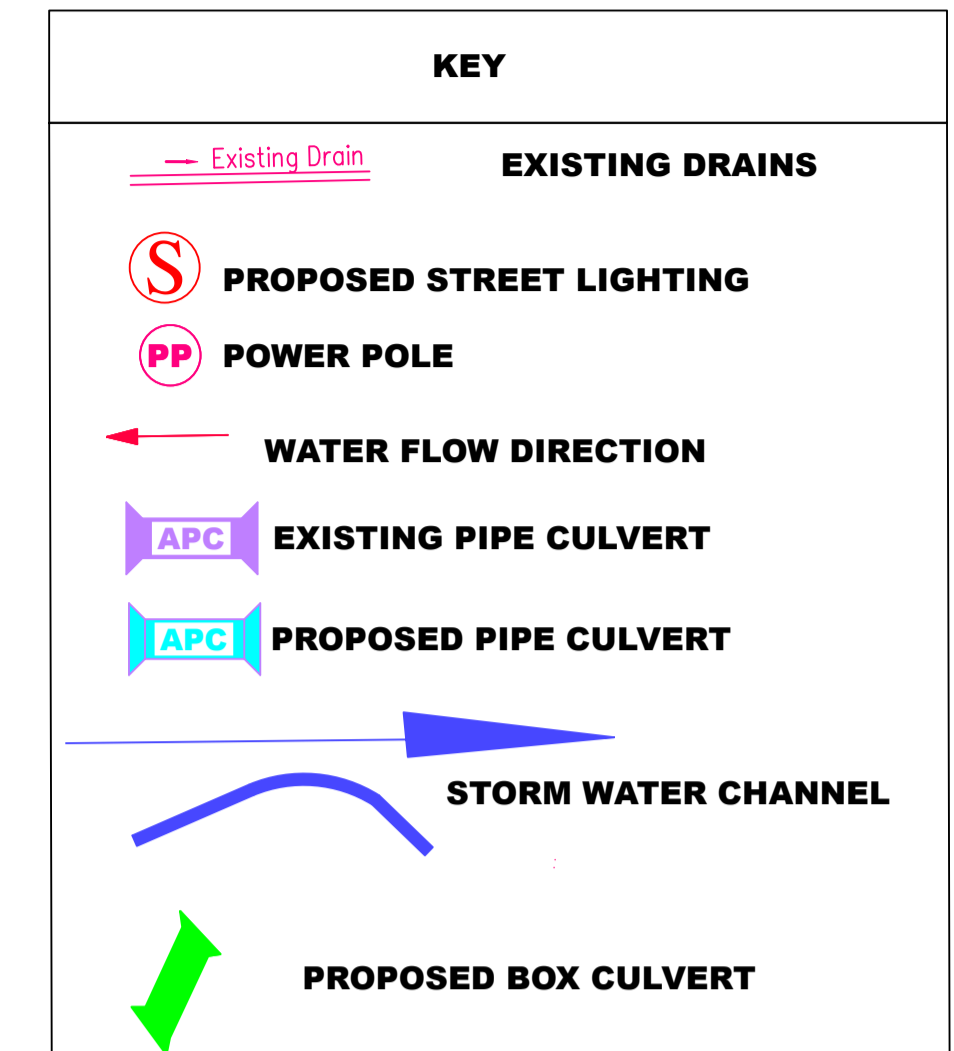 KEY
Existing Drain EXISTING DRAINS
S PROPOSED STREET LIGHTING
PP POWER POLE
WATER FLOW DIRECTION
APC EXISTING PIPE CULVERT
APC PROPOSED PIPE CULVERT
STORM WATER CHANNEL
PROPOSED BOX CULVERT